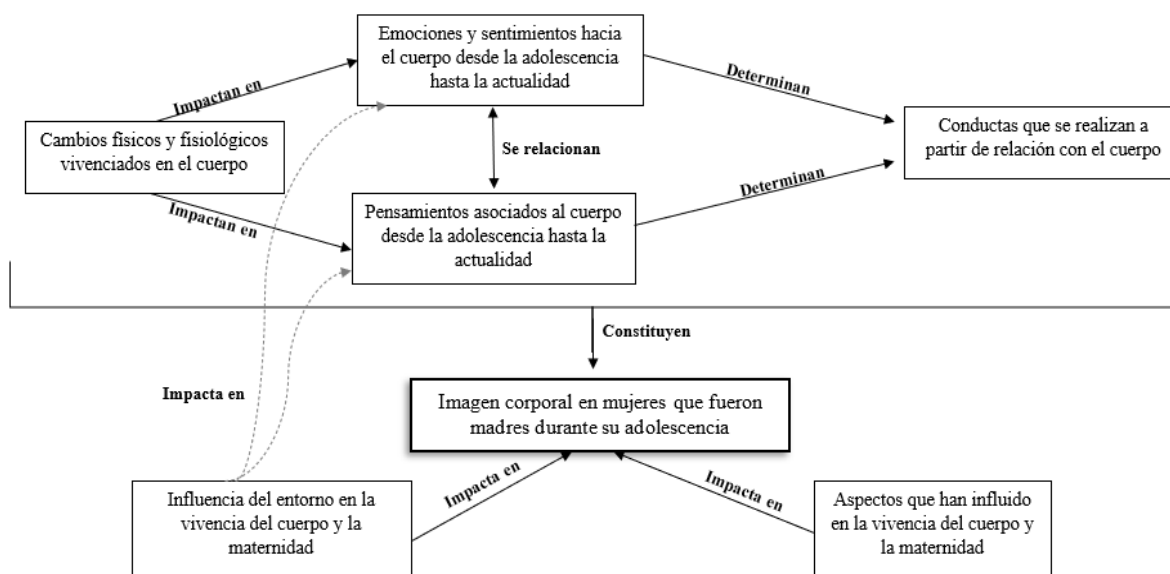 Emociones y sentimientos hacia
el cuerpo desde la adolescencia
hasta la actualidad
Impactan en
Determinan
Cambios físicos y fisiológicos
vivenciados en el cuerpo
Se relacionan
Conductas que se realizan a
partir de relación con el cuerpo
Impactan en
Determinan
Pensamientos asociados al cuerpo
desde la adolescencia hasta la
actualidad
Constituyen
Impacta en
Imagen corporal en mujeres que fueron
madres durante su adolescencia
Impacta en
Impacta en
Influencia del entorno en la
vivencia del cuerpo y la
maternidad
Aspectos que han influido
en la vivencia del cuerpo y
la maternidad